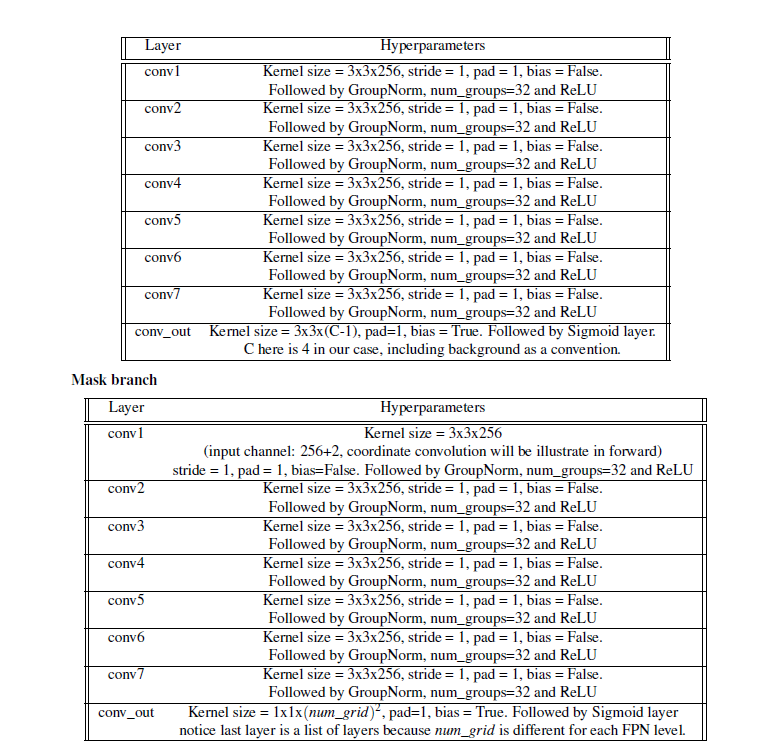 Layer Hyperparameters
conv1 Kernel size = 3x3x256, stride = 1, pad = 1, bias = False.
Followed by GroupNorm, num_groups=32 and ReLU
conv2 Kernel size = 3x3x256, stride = 1, pad = 1, bias = False.
Followed by GroupNorm, num_groups=32 and ReLU
conv3 Kernel size = 3x3x256, stride = 1, pad = 1, bias = False.
Followed by GroupNorm, num_groups=32 and ReLU
conv4 Kernel size = 3x3x256, stride = 1, pad = 1, bias = False.
Followed by GroupNorm, num_groups=32 and ReLU
conv5 Kernel size = 3x3x256, stride = 1, pad = 1, bias = False.
Followed by GroupNorm, num_groups=32 and ReLU
conv6 Kernel size = 3x3x256, stride = 1, pad = 1, bias = False.
Followed by GroupNorm, num_groups=32 and ReLU
conv7 Kernel size = 3x3x256, stride = 1, pad = 1, bias = False.
Followed by GroupNorm, num_groups=32 and ReLU
conv_out Kernel size = 3x3x(C-1), pad=1, bias = True. Followed by Sigmoid layer.
C here is 4 in our case, including background as a convention.
Mask branch
Layer Hyperparameters
conv1 Kernel size = 3x3x256
(input channel: 256+2, coordinate convolution will be illustrate in forward)
stride = 1, pad = 1, bias=False. Followed by GroupNorm, num_groups=32 and ReLU
conv2 Kernel size = 3x3x256, stride = 1, pad = 1, bias = False.
Followed by GroupNorm, num_groups=32 and ReLU
conv3 Kernel size = 3x3x256, stride = 1, pad = 1, bias = False.
Followed by GroupNorm, num_groups=32 and ReLU
conv4 Kernel size = 3x3x256, stride = 1, pad = 1, bias = False.
Followed by GroupNorm, num_groups=32 and ReLU
conv5 Kernel size = 3x3x256, stride = 1, pad = 1, bias = False.
Followed by GroupNorm, num_groups=32 and ReLU
conv6 Kernel size = 3x3x256, stride = 1, pad = 1, bias = False.
Followed by GroupNorm, num_groups=32 and ReLU
conv7 Kernel size = 3x3x256, stride = 1, pad = 1, bias = False.
Followed by GroupNorm, num_groups=32 and ReLU
conv_out Kernel size = 1x1x(num_grid)², pad=1, bias = True. Followed by Sigmoid layer
notice last layer is a list of layers because num_grid is different for each FPN level.